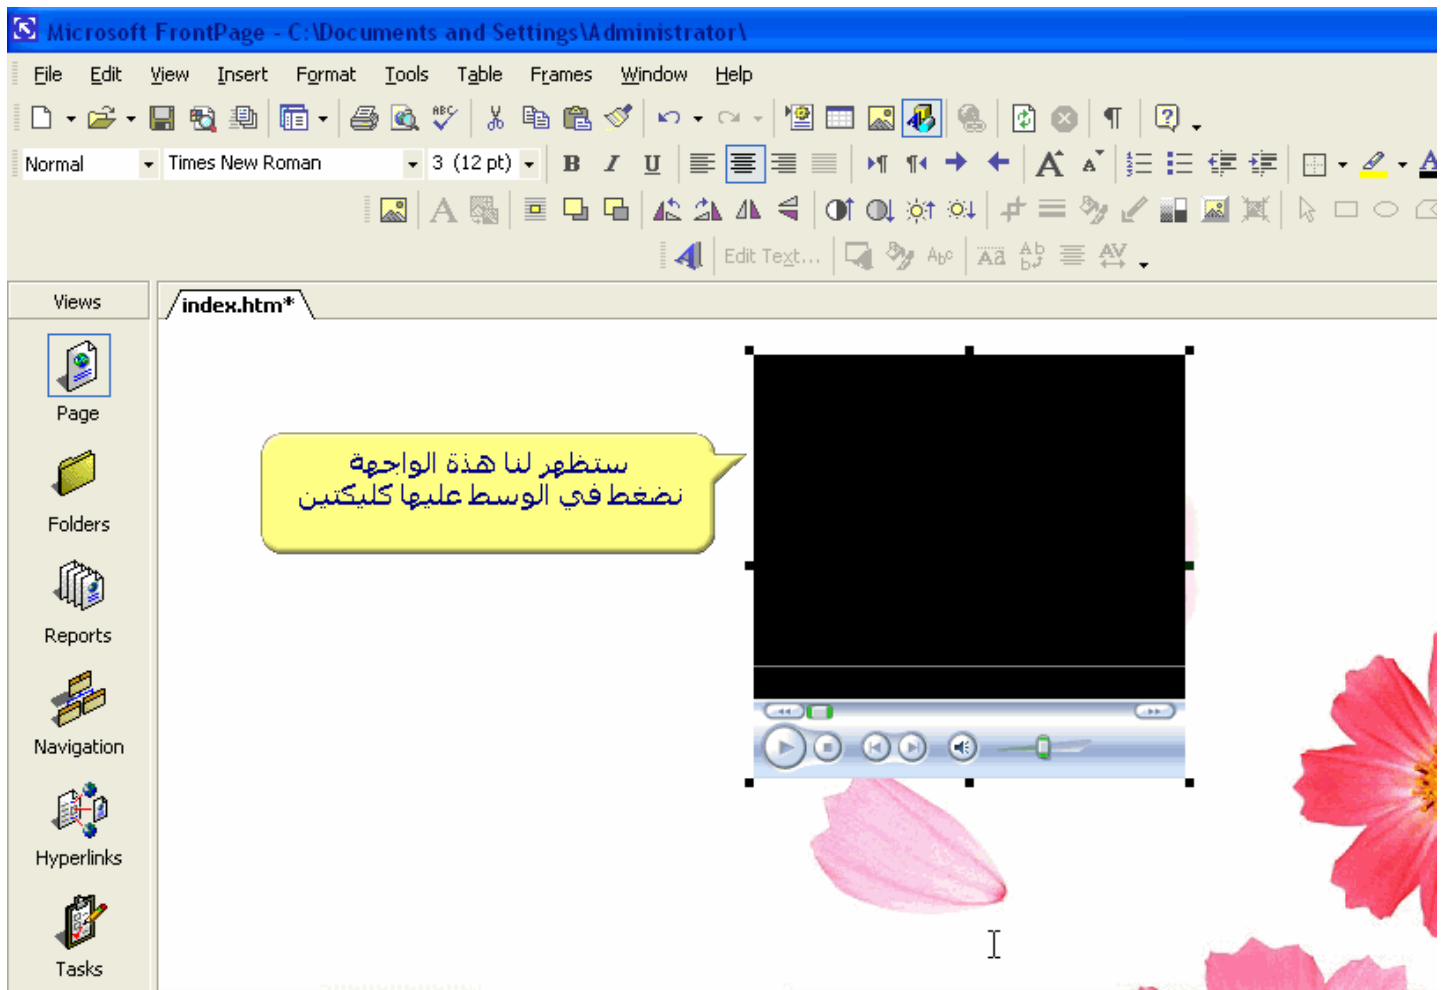 Microsoft FrontPage - C:\Documents and Settings\Administrator\
File Edit View Insert Format Tools Table Frames Window Help
Normal Times New Roman 3 (12 pt) B I U
Edit Text...
Views
index.htm*
Page
ستظهر لنا هذة الواجهة
نضغط في الوسط عليها كليكتين
Folders
Reports
Navigation
Hyperlinks
Tasks